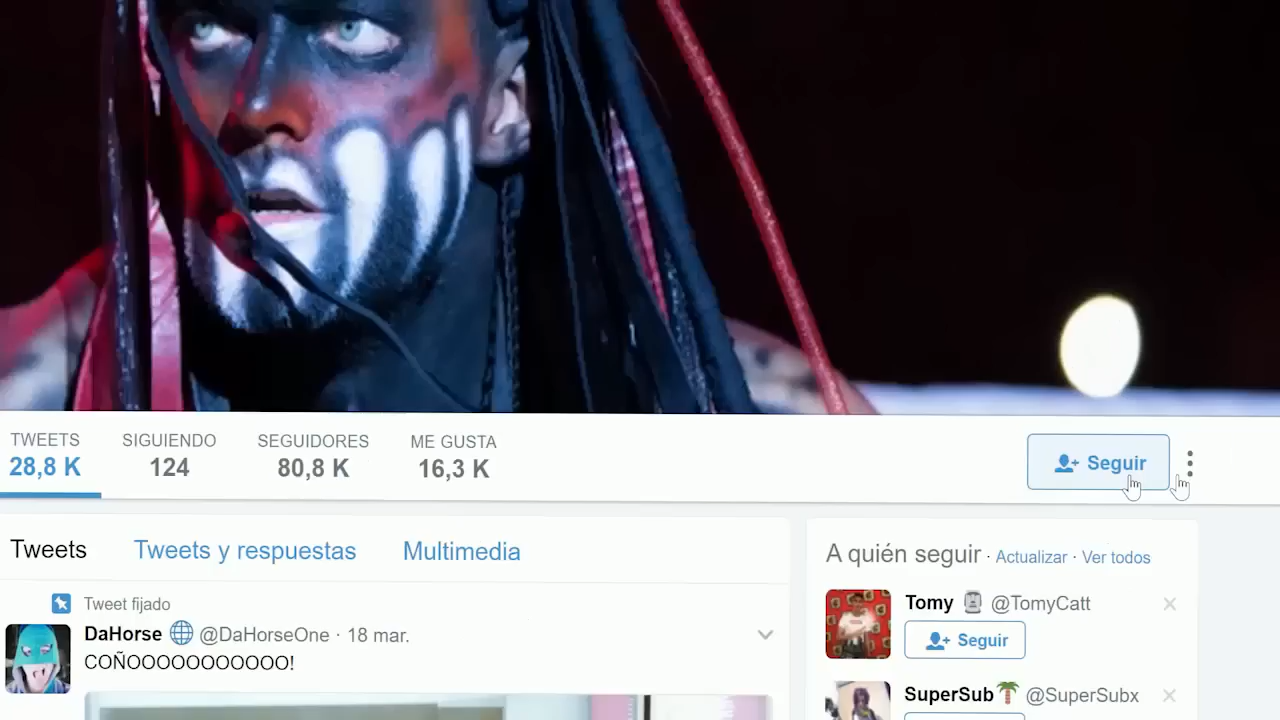 TWEETS SIGUIENDO SEGUIDORES ME GUSTA
28,8 K 124 80,8 K 16,3 K
Seguir
Tweets Tweets y respuestas Multimedia
Tweet fijado
DaHorse @DaHorseOne · 18 mar.
COÑOOOOOOOOOOO!
A quién seguir · Actualizar · Ver todos
Tomy @TomyCatt
Seguir
SuperSub @SuperSubx